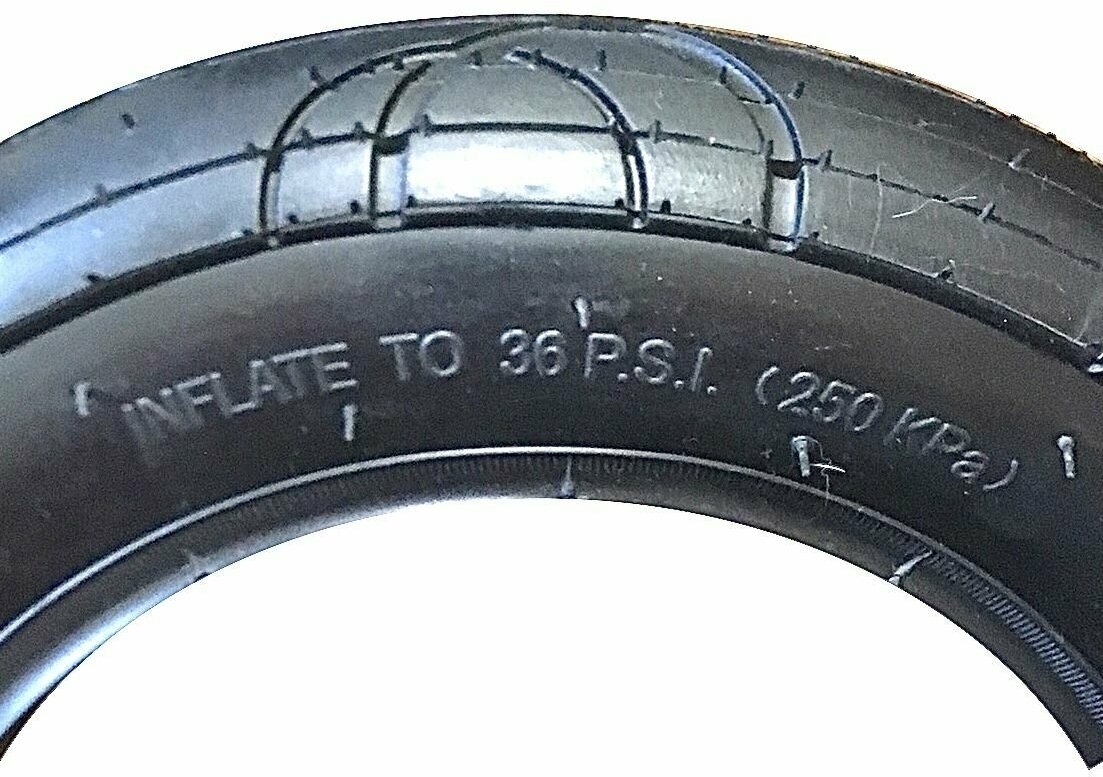 INFLATE TO 36 P.S.I. (250 KPa)